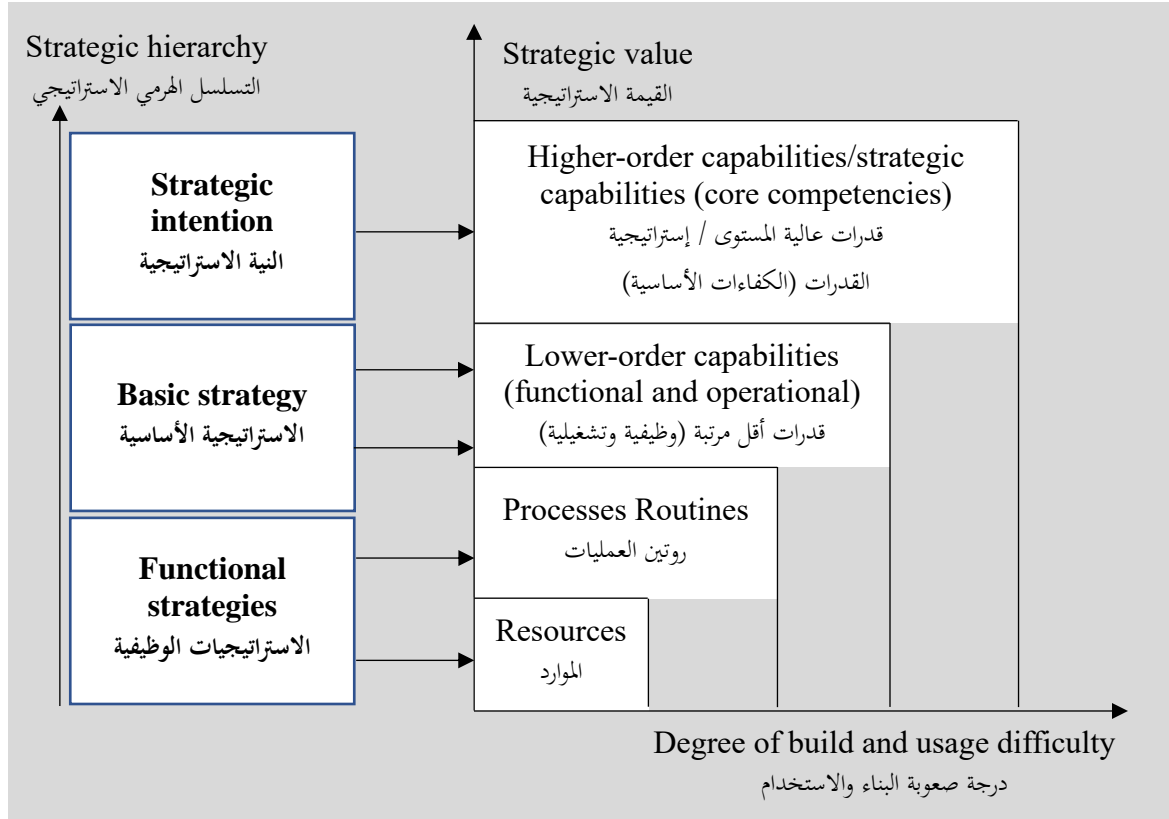 Strategic hierarchy
التسلسل الهرمي الاستراتيجي
Strategic value
القيمة الاستراتيجية
Strategic
intention
النية الاستراتيجية
Higher-order capabilities/strategic
capabilities (core competencies)
قدرات عالية المستوى / إستراتيجية
القدرات (الكفاءات الأساسية)
Basic strategy
الاستراتيجية الأساسية
Lower-order capabilities
(functional and operational)
قدرات أقل مرتبة (وظيفية وتشغيلية)
Processes Routines
روتين العمليات
Functional
strategies
الاستراتيجيات الوظيفية
Resources
الموارد
Degree of build and usage difficulty
درجة صعوبة البناء والاستخدام